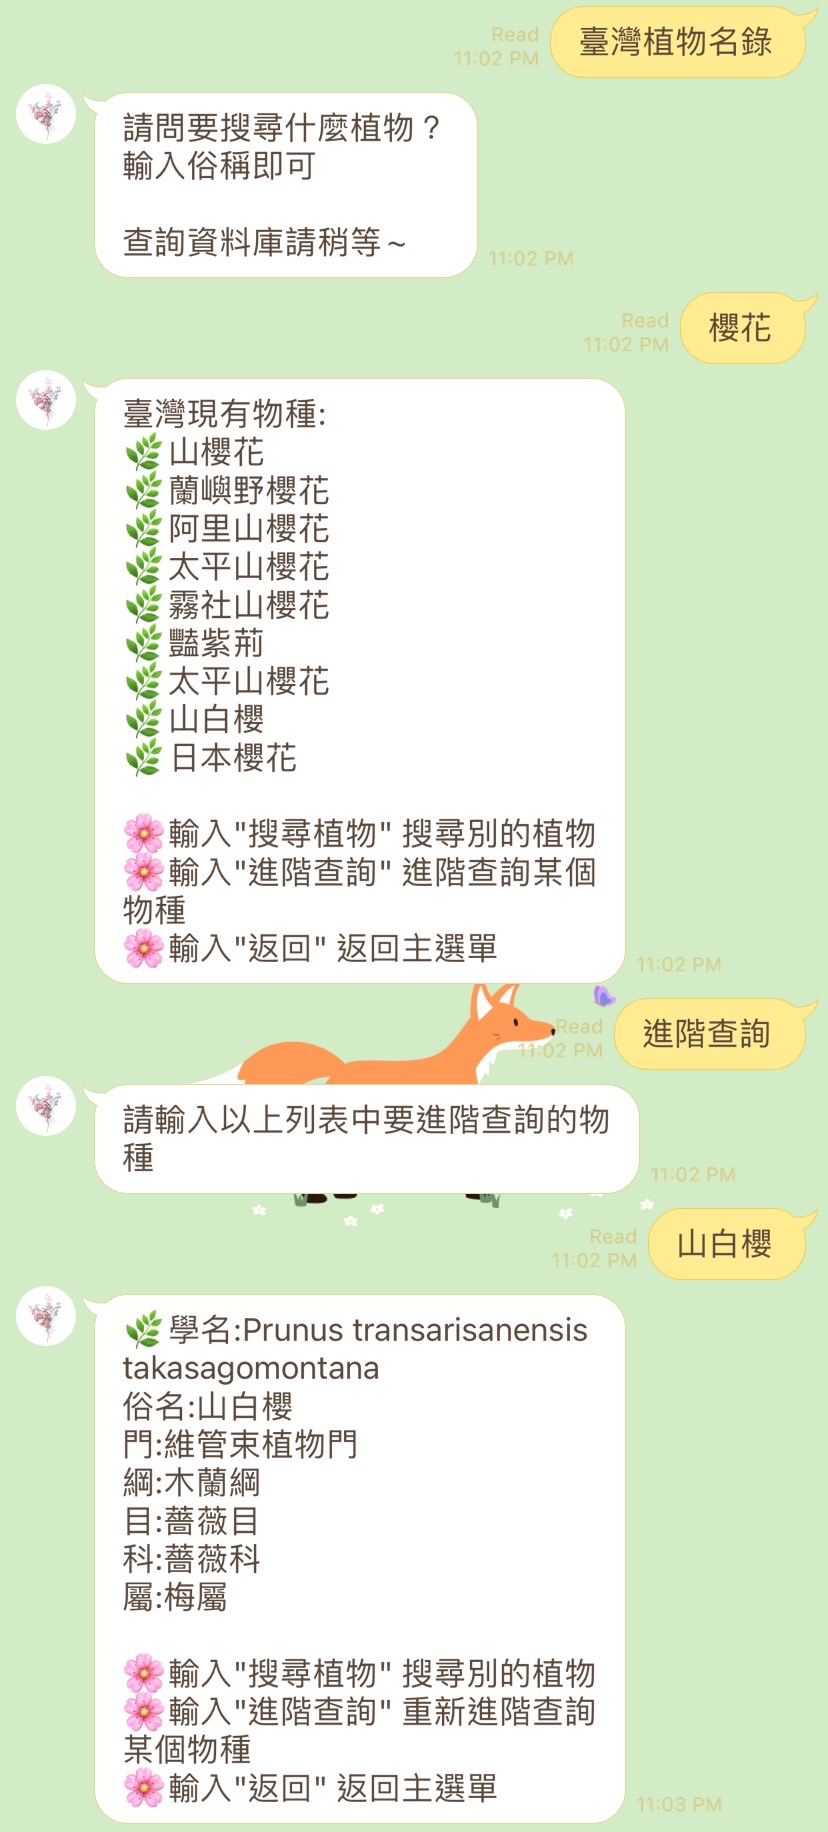 臺灣植物名錄
Read
11:02 PM
請問要搜尋什麼植物？
輸入俗稱即可
查詢資料庫請稍等~
11:02 PM
櫻花
Read
11:02 PM
臺灣現有物種:
🌿山櫻花
🌿蘭嶼野櫻花
🌿阿里山櫻花
🌿太平山櫻花
🌿霧社山櫻花
🌿豔紫荊
🌿太平山櫻花
🌿山白櫻
🌿日本櫻花
🌸輸入"搜尋植物" 搜尋別的植物
🌸輸入"進階查詢" 進階查詢某個
物種
🌸輸入"返回" 返回主選單
11:02 PM
進階查詢
Read
11:02 PM
請輸入以上列表中要進階查詢的物
種
11:02 PM
山白櫻
Read
11:02 PM
🌿學名:Prunus transarisanensis
takasagomontana
俗名:山白櫻
門:維管束植物門
綱:木蘭綱
目:薔薇目
科:薔薇科
屬:梅屬
🌸輸入"搜尋植物" 搜尋別的植物
🌸輸入"進階查詢" 重新進階查詢
某個物種
🌸輸入"返回" 返回主選單
11:03 PM